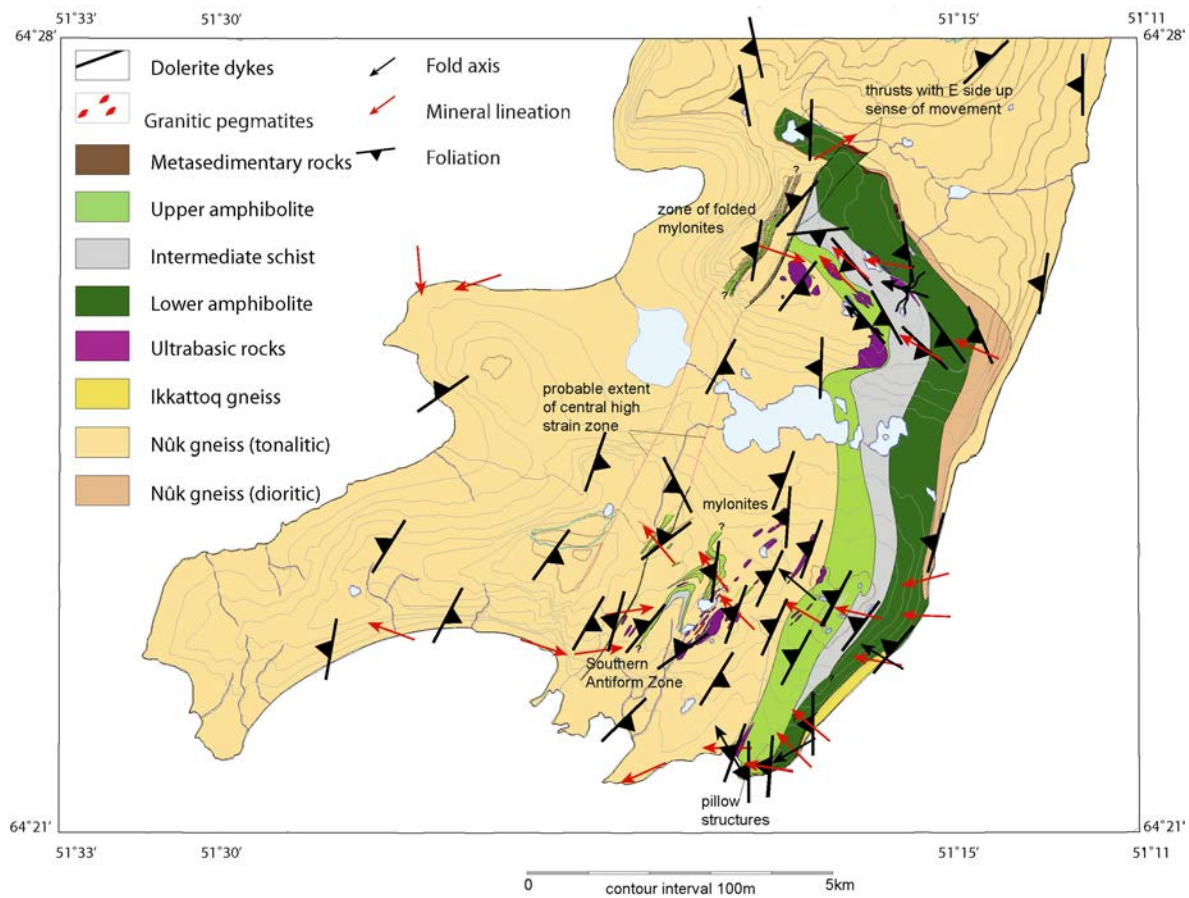 51°33′ 51°30′ 51°15′ 51°11′
64°28′ 64°28′
Dolerite dykes
Granitic pegmatites
Metasedimentary rocks
Upper amphibolite
Intermediate schist
Lower amphibolite
Ultrabasic rocks
Ikkattoq gneiss
Nûk gneiss (tonalitic)
Nûk gneiss (dioritic)
Fold axis
Mineral lineation
Foliation
thrusts with E side up
sense of movement
?
zone of folded
mylonites
?
probable extent
of central high
strain zone
mylonites
?
?
?
Southern
Antiform Zone
pillow
structures
64°21′ 64°21′
51°33′ 51°30′ 51°15′ 51°11′
0 5km
contour interval 100m